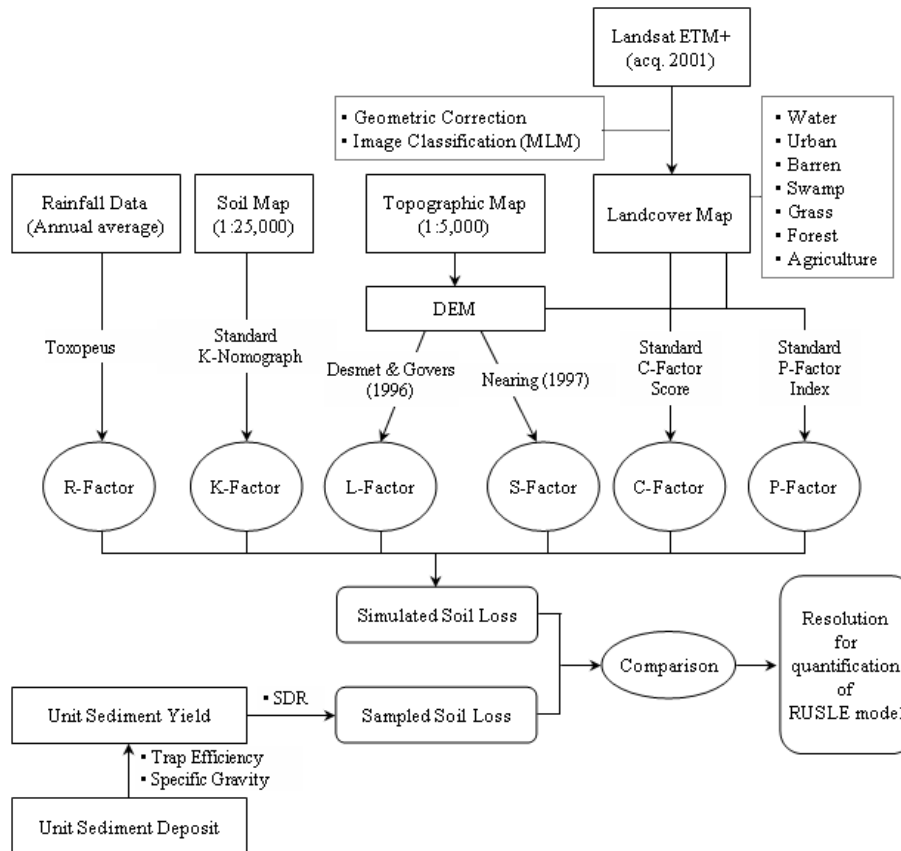 Landsat ETM+
(acq. 2001)
▪ Geometric Correction
▪ Image Classification (MLM)
▪ Water
▪ Urban
▪ Barren
▪ Swamp
▪ Grass
▪ Forest
▪ Agriculture
Rainfall Data
(Annual average)
Soil Map
(1:25,000)
Topographic Map
(1:5,000)
Landcover Map
DEM
Toxopeus
Standard
K-Nomograph
Desmet & Govers
(1996)
Nearing (1997)
Standard
C-Factor
Score
Standard
P-Factor
Index
R-Factor
K-Factor
L-Factor
S-Factor
C-Factor
P-Factor
Simulated Soil Loss
Comparison
Resolution
for
quantification
of
RUSLE model
Unit Sediment Yield
▪ SDR
Sampled Soil Loss
▪ Trap Efficiency
▪ Specific Gravity
Unit Sediment Deposit